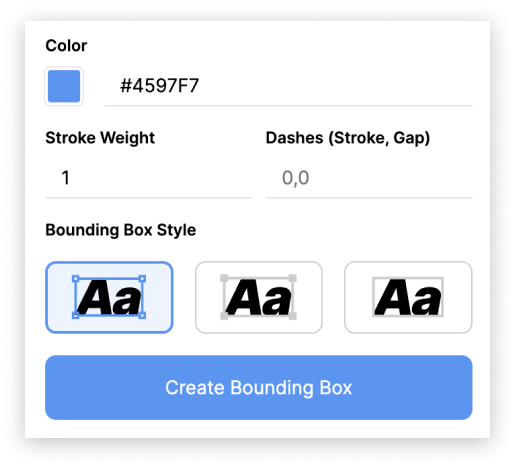 Color
#4597F7
Stroke Weight Dashes (Stroke, Gap)
1 0,0
Bounding Box Style
Aa Aa Aa
Create Bounding Box